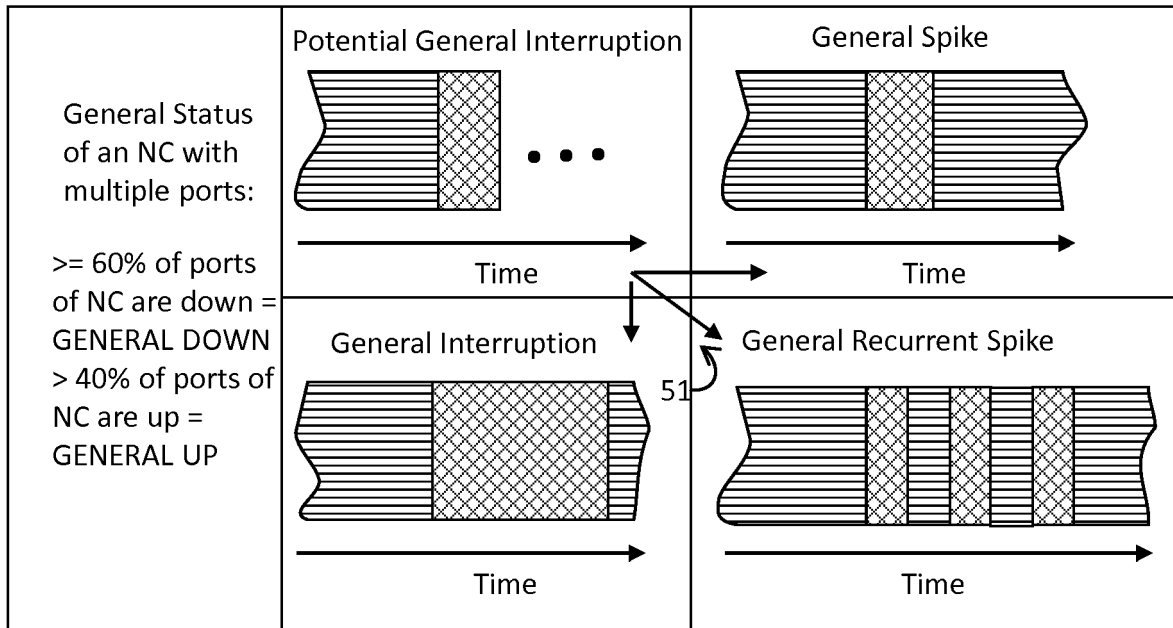 General Status
of an NC with
multiple ports:
>= 60% of ports
of NC are down =
GENERAL DOWN
> 40% of ports of
NC are up =
GENERAL UP
Potential General Interruption
Time
General Spike
Time
General Interruption
Time
51
General Recurrent Spike
Time